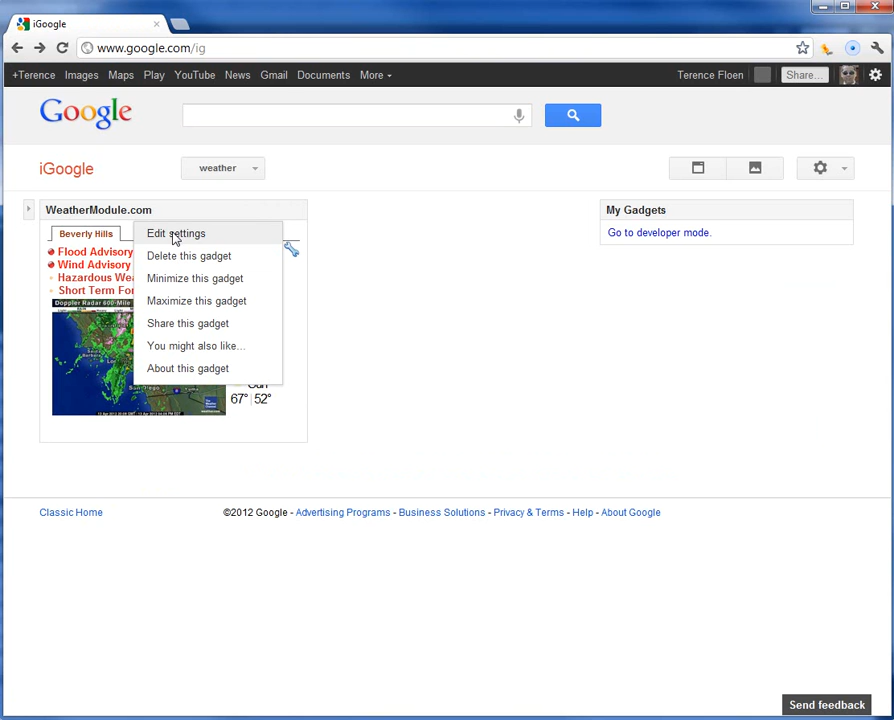 iGoogle
www.google.com/ig
+Terence Images Maps Play YouTube News Gmail Documents More Terence Floen Share...
Google
iGoogle weather
WeatherModule.com My Gadgets
Beverly Hills Edit settings Go to developer mode.
Flood Advisory Delete this gadget
Wind Advisory
Hazardous Minimize this gadget
Short Term Maximize this gadget
Doppler Radar 600-Mile
Share this gadget
You might also like...
About this gadget
Sun
67° 52°
Classic Home ©2012 Google - Advertising Programs - Business Solutions - Privacy & Terms - Help - About Google
Send feedback